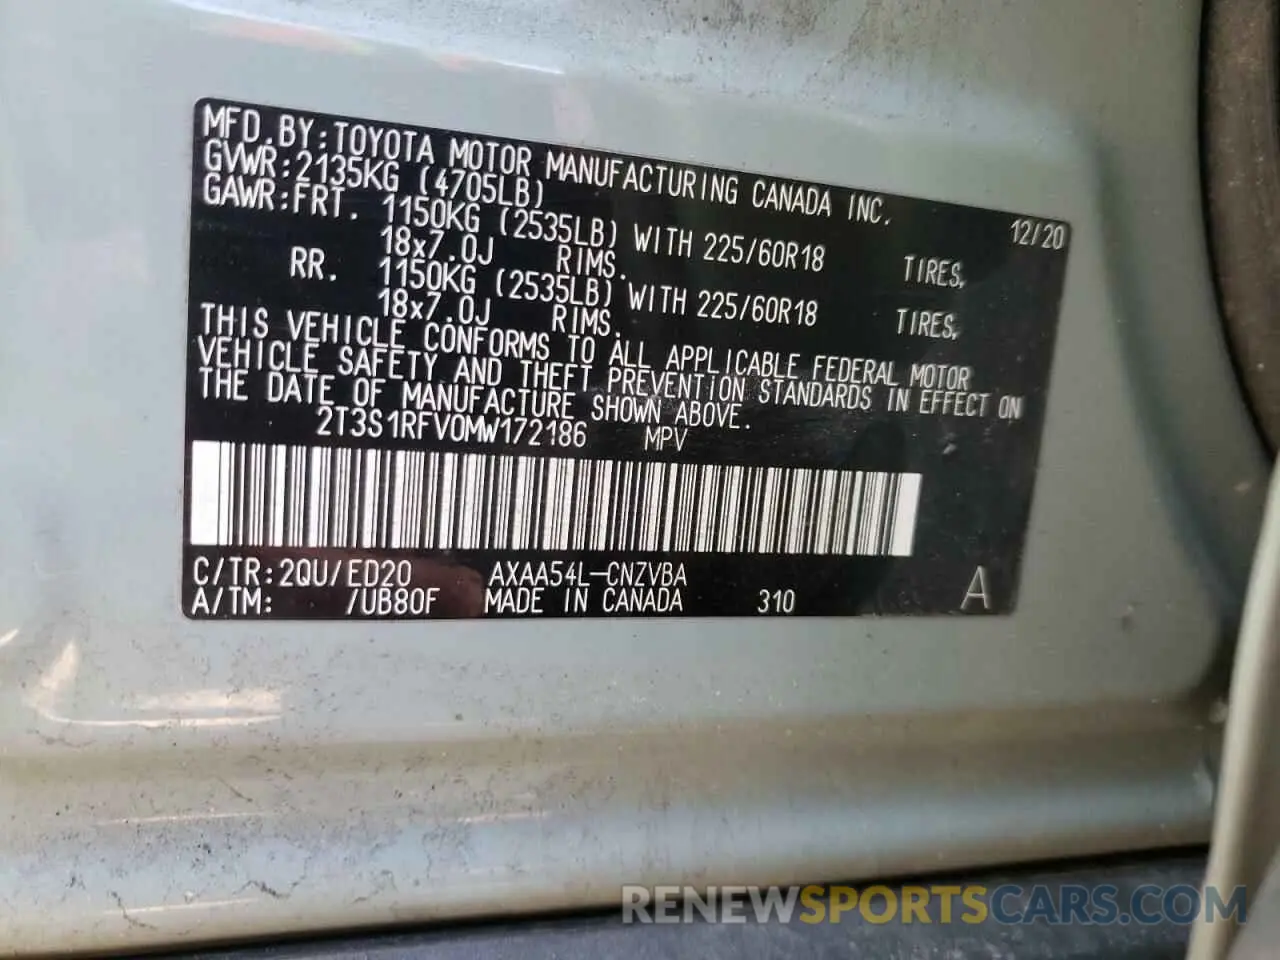 MFD.BY:TOYOTA MOTOR MANUFACTURING CANADA INC. 12/20
GVWR:2135KG (4705LB)
GAWR:FRT. 1150KG (2535LB) WITH 225/60R18 TIRES,
18x7.0J RIMS.
RR. 1150KG (2535LB) WITH 225/60R18 TIRES,
18x7.0J RIMS.
THIS VEHICLE CONFORMS TO ALL APPLICABLE FEDERAL MOTOR
VEHICLE SAFETY AND THEFT PREVENTION STANDARDS IN EFFECT ON
THE DATE OF MANUFACTURE SHOWN ABOVE.
2T3S1RFV0MW172186 MPV
C/TR:2QU/ED20 AXAA54L-CNZVBA A
A/TM: /UB80F MADE IN CANADA 310
RENEWSPORTSCARS.COM